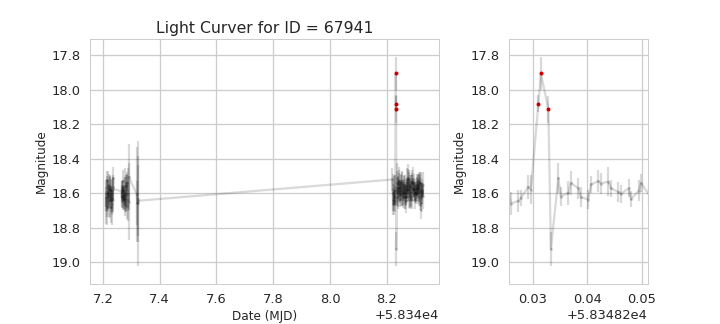 Light Curver for ID = 67941
Magnitude
17.8
18.0
18.2
18.4
18.6
18.8
19.0
7.2 7.4 7.6 7.8 8.0 8.2
Date (MJD)
+5.834e4
Magnitude
17.8
18.0
18.2
18.4
18.6
18.8
19.0
0.03 0.04 0.05
+5.83482e4